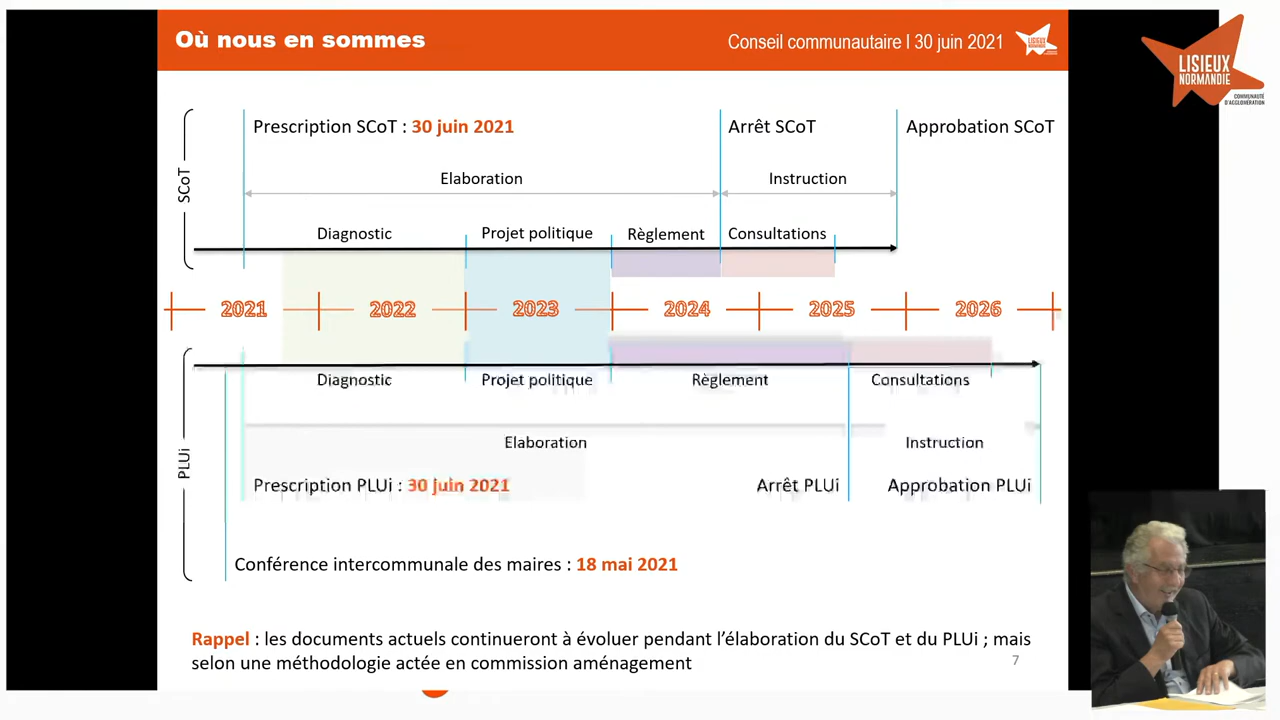 Où nous en sommes
Conseil communautaire I 30 juin 2021
LISIEUX
NORMANDIE
COMMUNAUTÉ
D'AGGLOMÉRATION
Prescription SCoT : 30 juin 2021
Arrêt SCoT
Approbation SCoT
SCoT
Elaboration
Instruction
Diagnostic
Projet politique
Règlement
Consultations
2021
2022
2023
2024
2025
2026
Diagnostic
Projet politique
Règlement
Consultations
PLUi
Elaboration
Instruction
Prescription PLUi : 30 juin 2021
Arrêt PLUi
Approbation PLUi
Conférence intercommunale des maires : 18 mai 2021
Rappel : les documents actuels continueront à évoluer pendant l’élaboration du SCoT et du PLUi ; mais
selon une méthodologie actée en commission aménagement
7